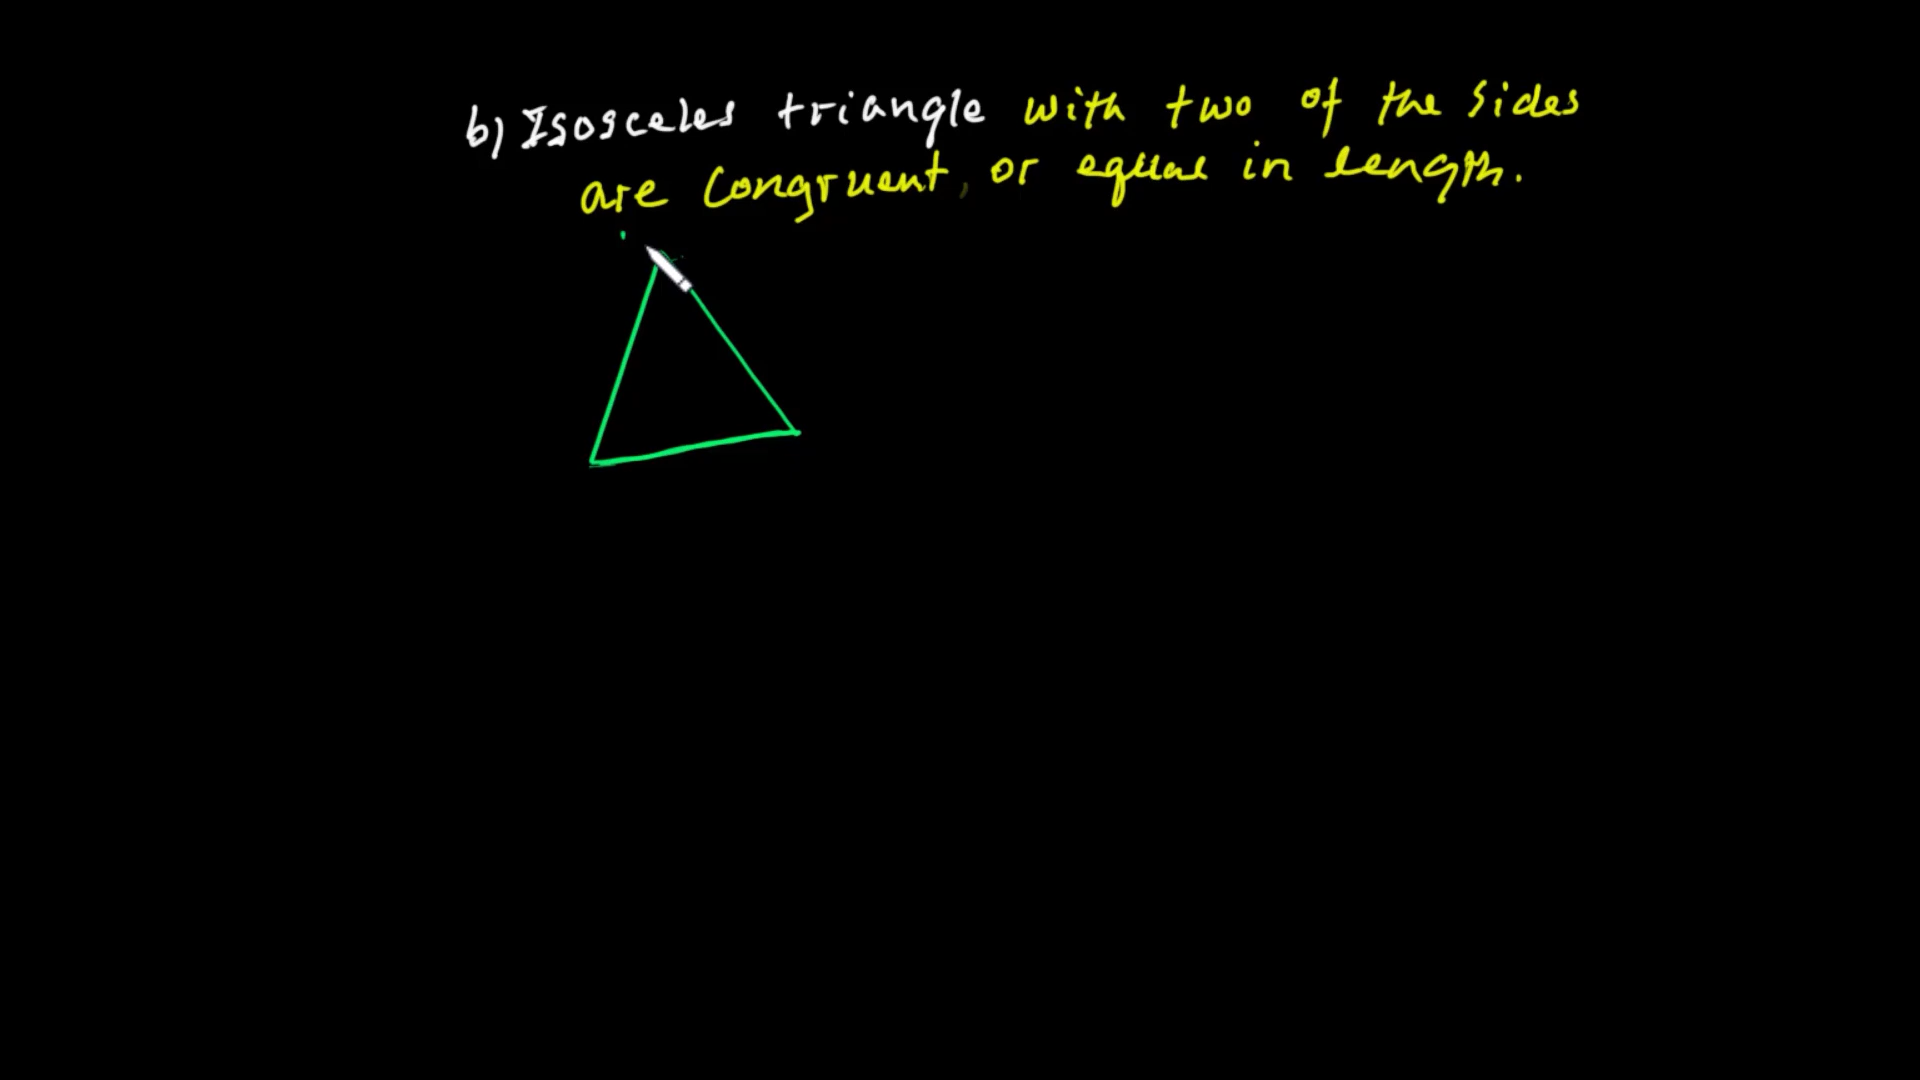 b) Isosceles triangle with two of the sides
are congruent, or equal in length.